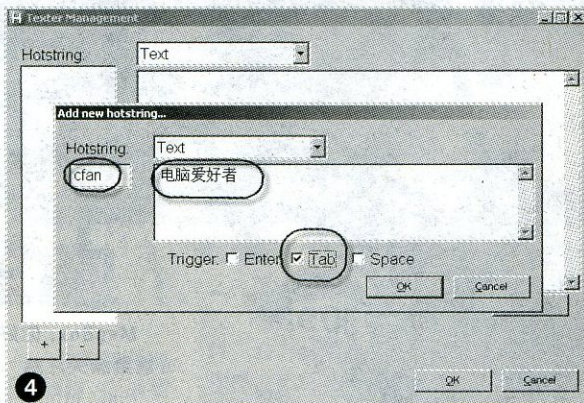 Texter Management
Hotstring: Text
Add new hotstring...
Hotstring: Text
cfan 电脑爱好者
Trigger: Enter Tab Space
OK Cancel
+ -
OK Cancel
4